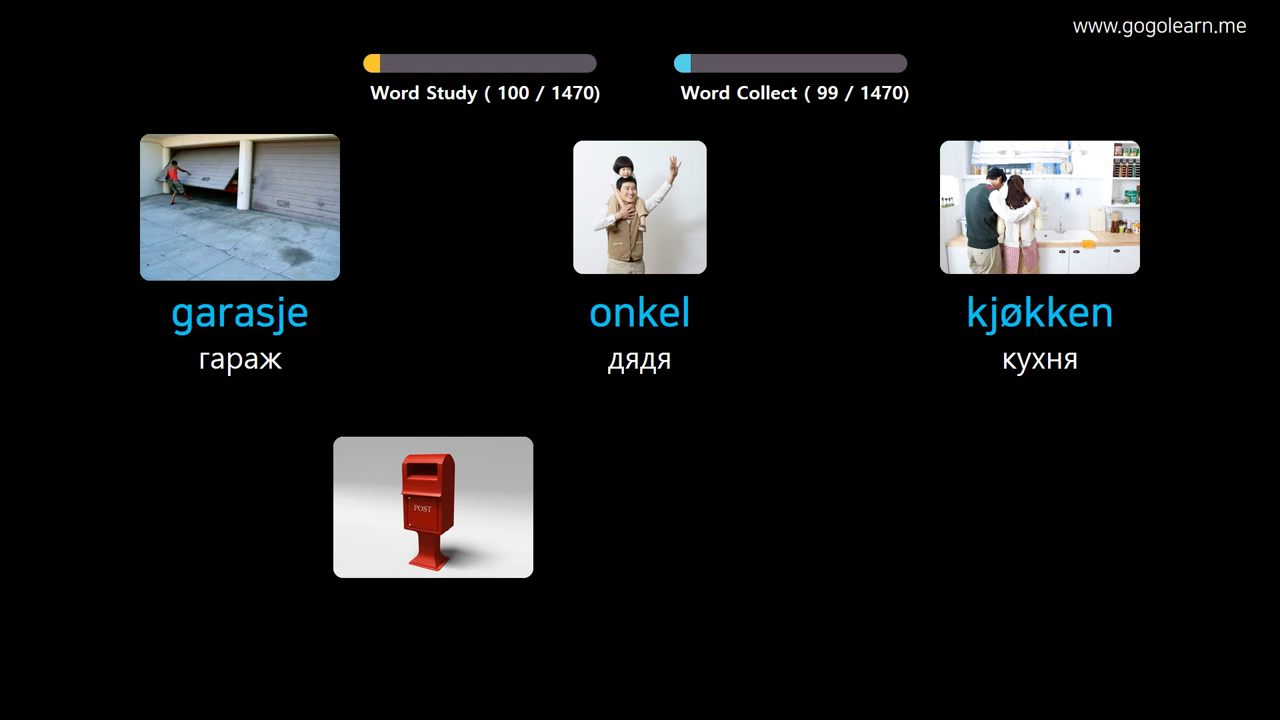 www.gogolearn.me
Word Study ( 100 / 1470)
Word Collect ( 99 / 1470)
garasje
onkel
kjøkken
гараж
дядя
кухня
POST